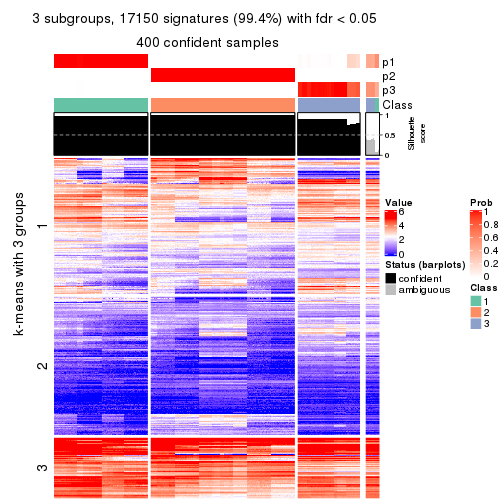 3 subgroups, 17150 signatures (99.4%) with fdr < 0.05
400 confident samples
p1
p2
p3
Class
1
0.5
0
Silhouette
score
k-means with 3 groups
1
2
3
Value
6
4
2
0
Status (barplots)
confident
ambiguous
Prob
1
0.8
0.6
0.4
0.2
0
Class
1
2
3